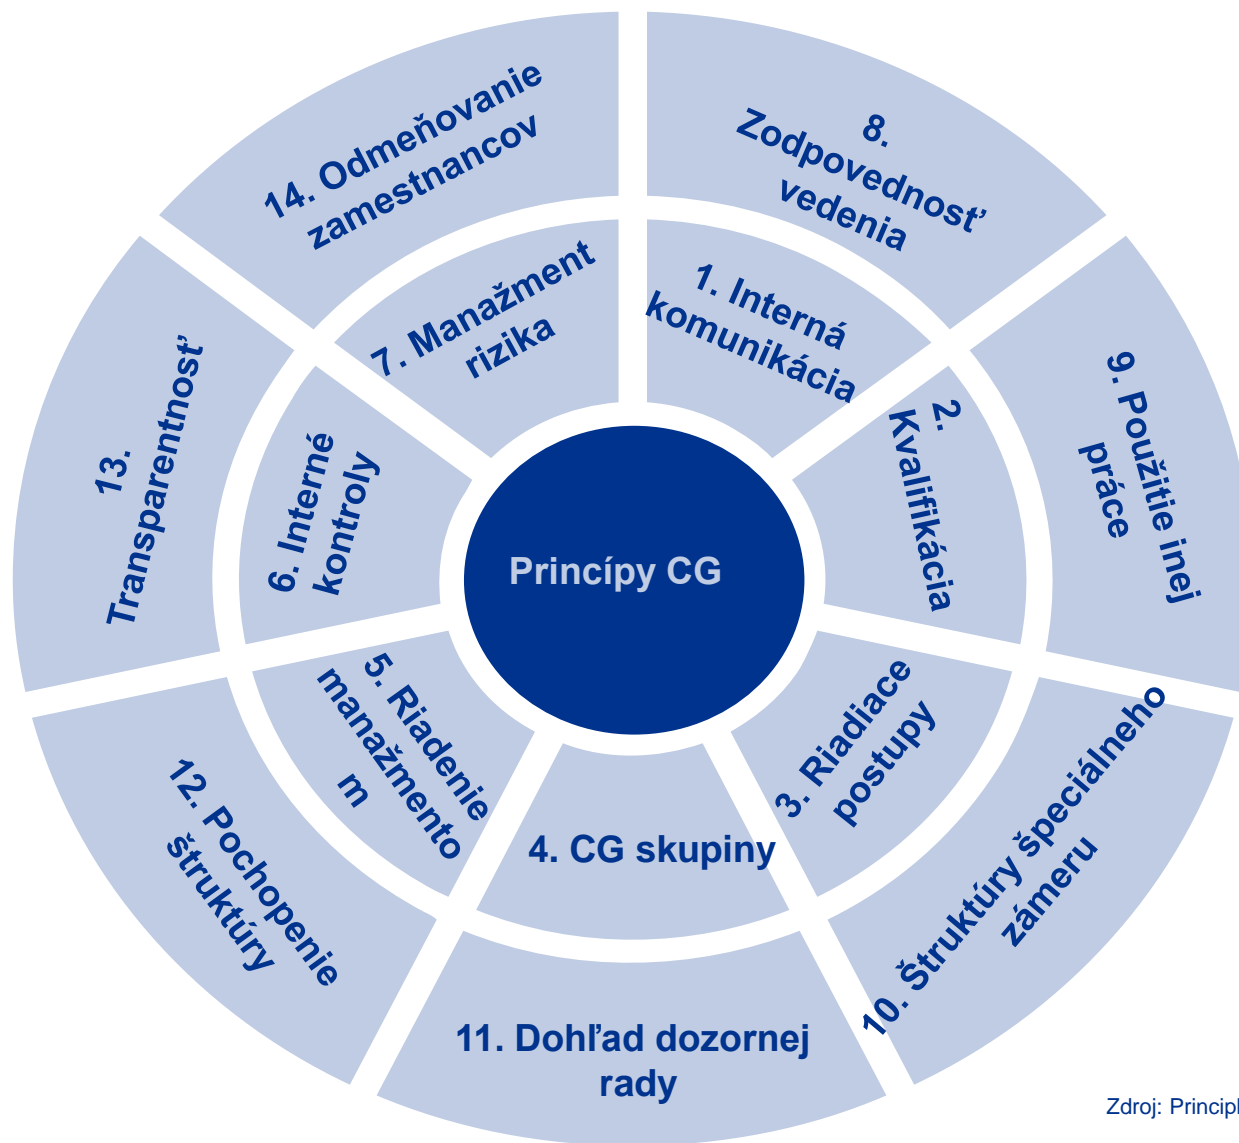 Princípy CG
1. Interná
komunikácia
2.
Kvalifikácia
3. Riadiace
postupy
4. CG skupiny
5. Riadenie
manažmento
m
6. Interné
kontroly
7. Manažment
rizika
8.
Zodpovednosť
vedenia
9. Použitie inej
práce
10. Štruktúry špeciálneho
zámeru
11. Dohľad dozornej
rady
12. Pochopenie
štruktúry
13.
Transparentnosť
14. Odmeňovanie
zamestnancov
Zdroj: Principl